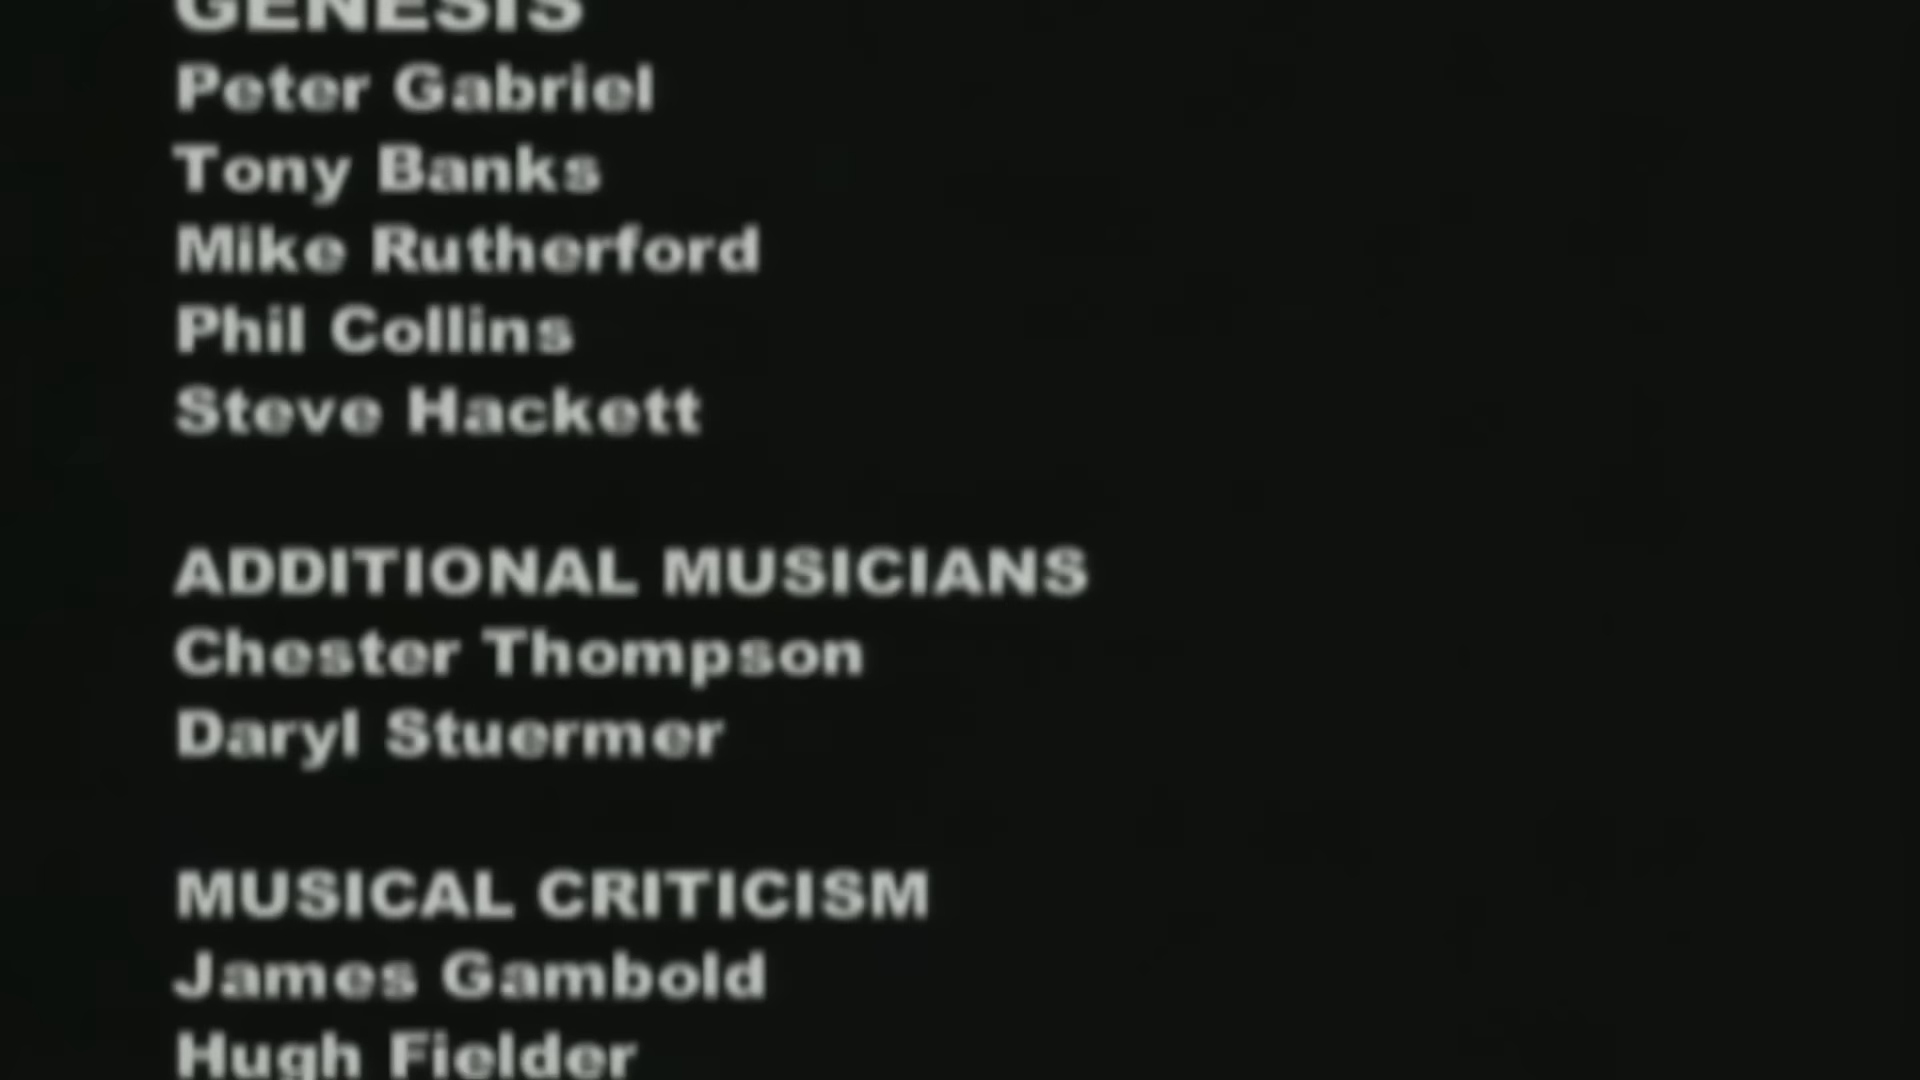 GENESIS
Peter Gabriel
Tony Banks
Mike Rutherford
Phil Collins
Steve Hackett
ADDITIONAL MUSICIANS
Chester Thompson
Daryl Stuermer
MUSICAL CRITICISM
James Gambold
Hugh Fielder